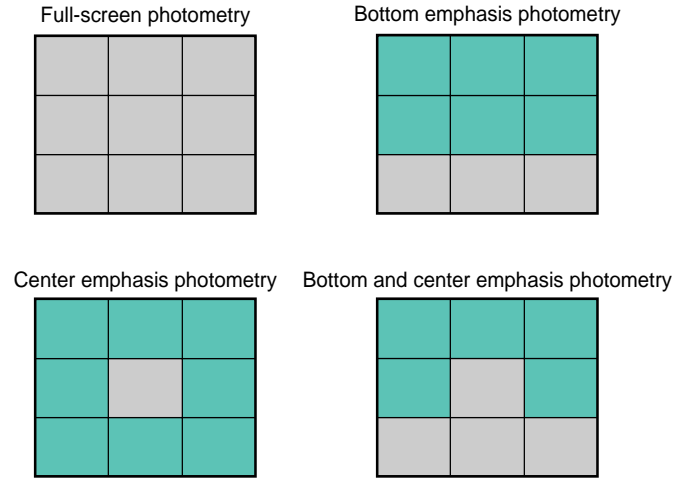 Full-screen photometry
Bottom emphasis photometry
Center emphasis photometry
Bottom and center emphasis photometry